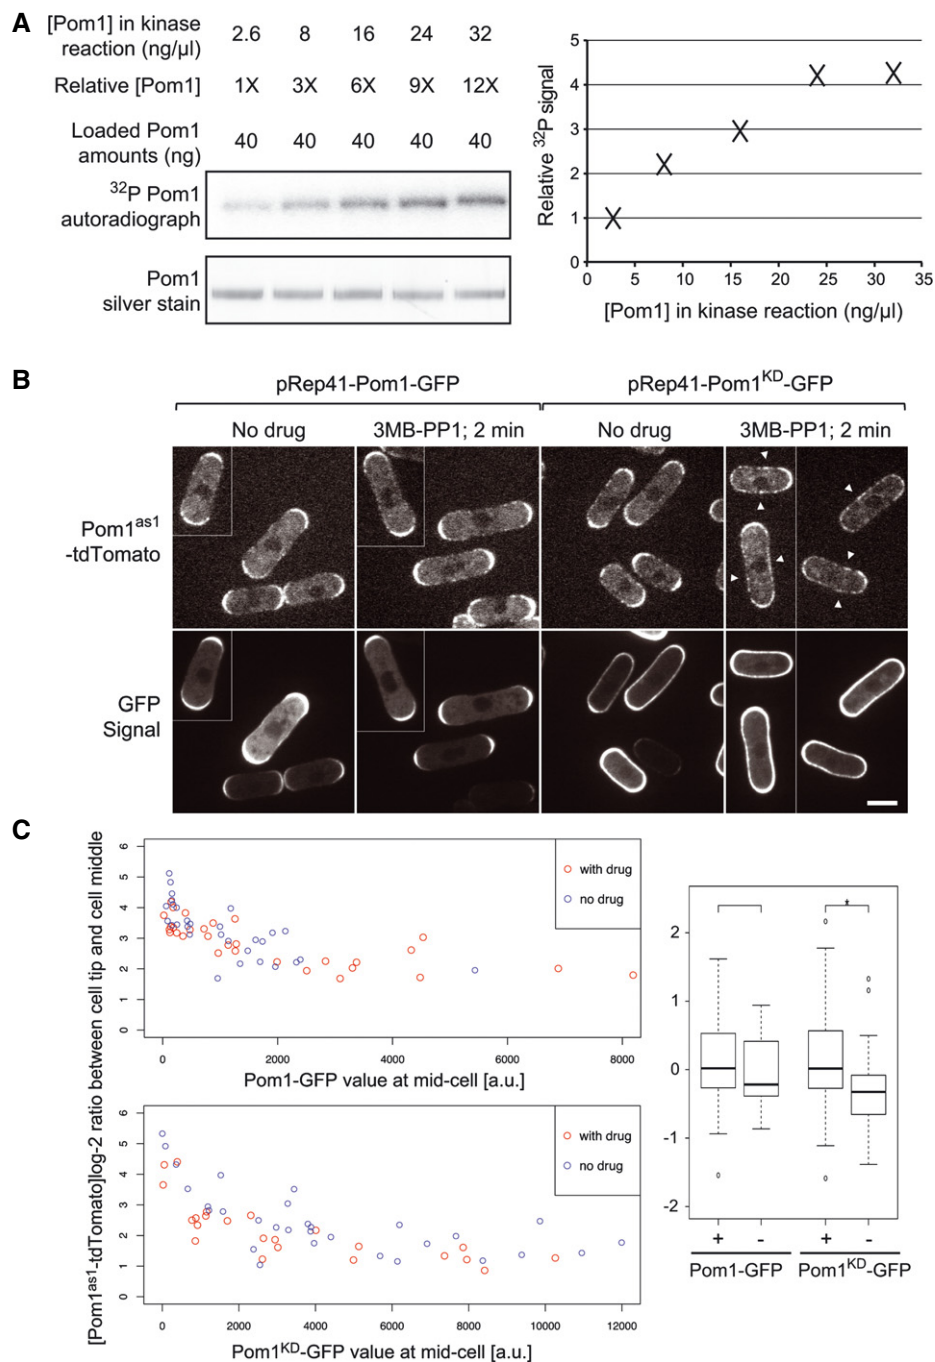 A
[Pom1] in kinase reaction (ng/µl) 2.6 8 16 24 32
Relative [Pom1] 1X 3X 6X 9X 12X
Loaded Pom1 amounts (ng) 40 40 40 40 40
³²P Pom1 autoradiograph
Pom1 silver stain
Relative ³²P signal
5
4
3
2
1
0
0 5 10 15 20 25 30 35
[Pom1] in kinase reaction (ng/µl)
B
pRep41-Pom1-GFP pRep41-Pom1ᴷᴰ-GFP
No drug 3MB-PP1; 2 min No drug 3MB-PP1; 2 min
Pom1ᵃˢ¹
-tdTomato
GFP
Signal
C
[Pom1ᵃˢ¹-tdTomato]log-2 ratio between cell tip and cell middle
6
5
4
3
2
1
0
with drug
no drug
0 2000 4000 6000 8000
Pom1-GFP value at mid-cell [a.u.]
6
5
4
3
2
1
0
with drug
no drug
0 2000 4000 6000 8000 10000 12000
Pom1ᴷᴰ-GFP value at mid-cell [a.u.]
*
2
1
0
-1
-2
+ - + -
Pom1-GFP Pom1ᴷᴰ-GFP